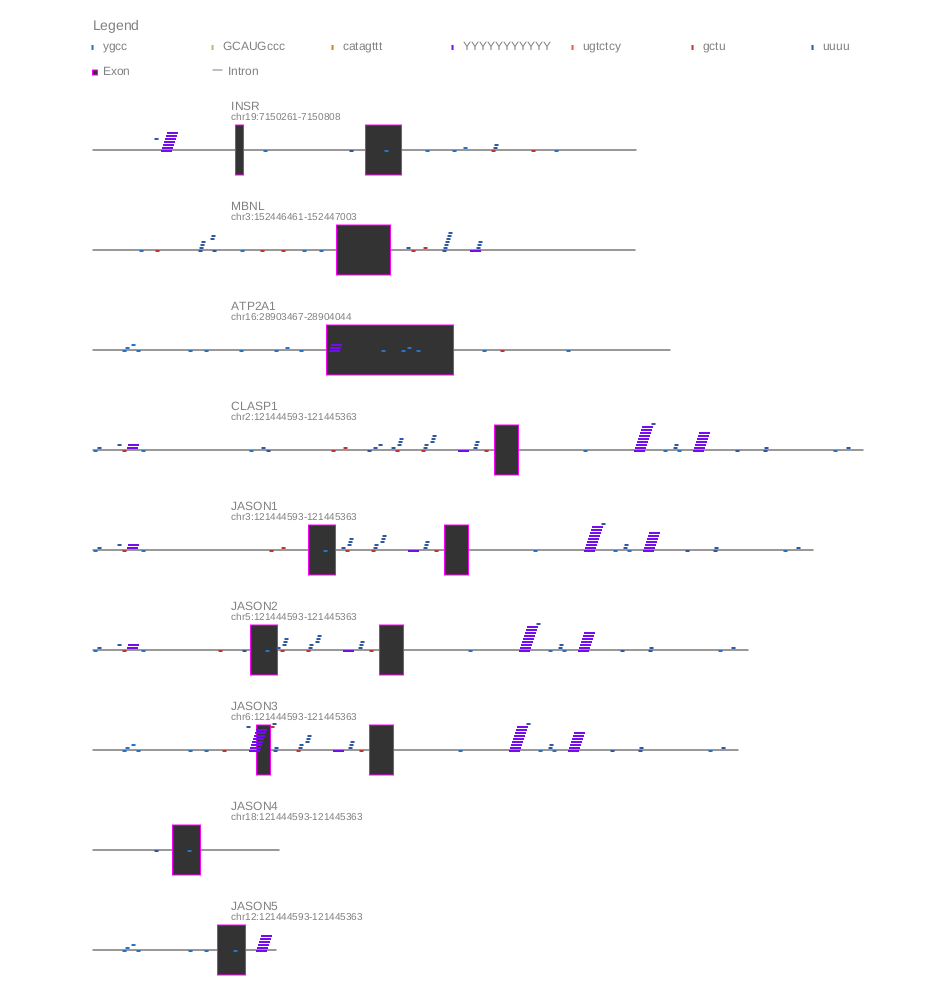 Legend
ygcc GCAUGccc catagttt YYYYYYYYYYY ugtctcy gctu uuuu
Exon Intron
INSR
chr19:7150261-7150808
MBNL
chr3:152446461-152447003
ATP2A1
chr16:28903467-28904044
CLASP1
chr2:121444593-121445363
JASON1
chr3:121444593-121445363
JASON2
chr5:121444593-121445363
JASON3
chr6:121444593-121445363
JASON4
chr18:121444593-121445363
JASON5
chr12:121444593-121445363